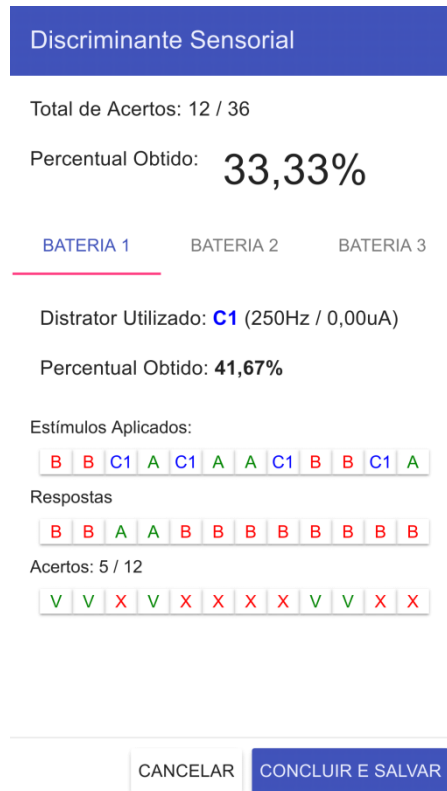 Discriminante Sensorial
Total de Acertos: 12 / 36
Percentual Obtido: 33,33%
BATERIA 1 BATERIA 2 BATERIA 3
Distrator Utilizado: C1 (250Hz / 0,00uA)
Percentual Obtido: 41,67%
Estímulos Aplicados:
B B C1 A C1 A A C1 B B C1 A
Respostas
B B A A B B B B B B B B
Acertos: 5 / 12
V V X V X X X X V V X X
CANCELAR CONCLUIR E SALVAR